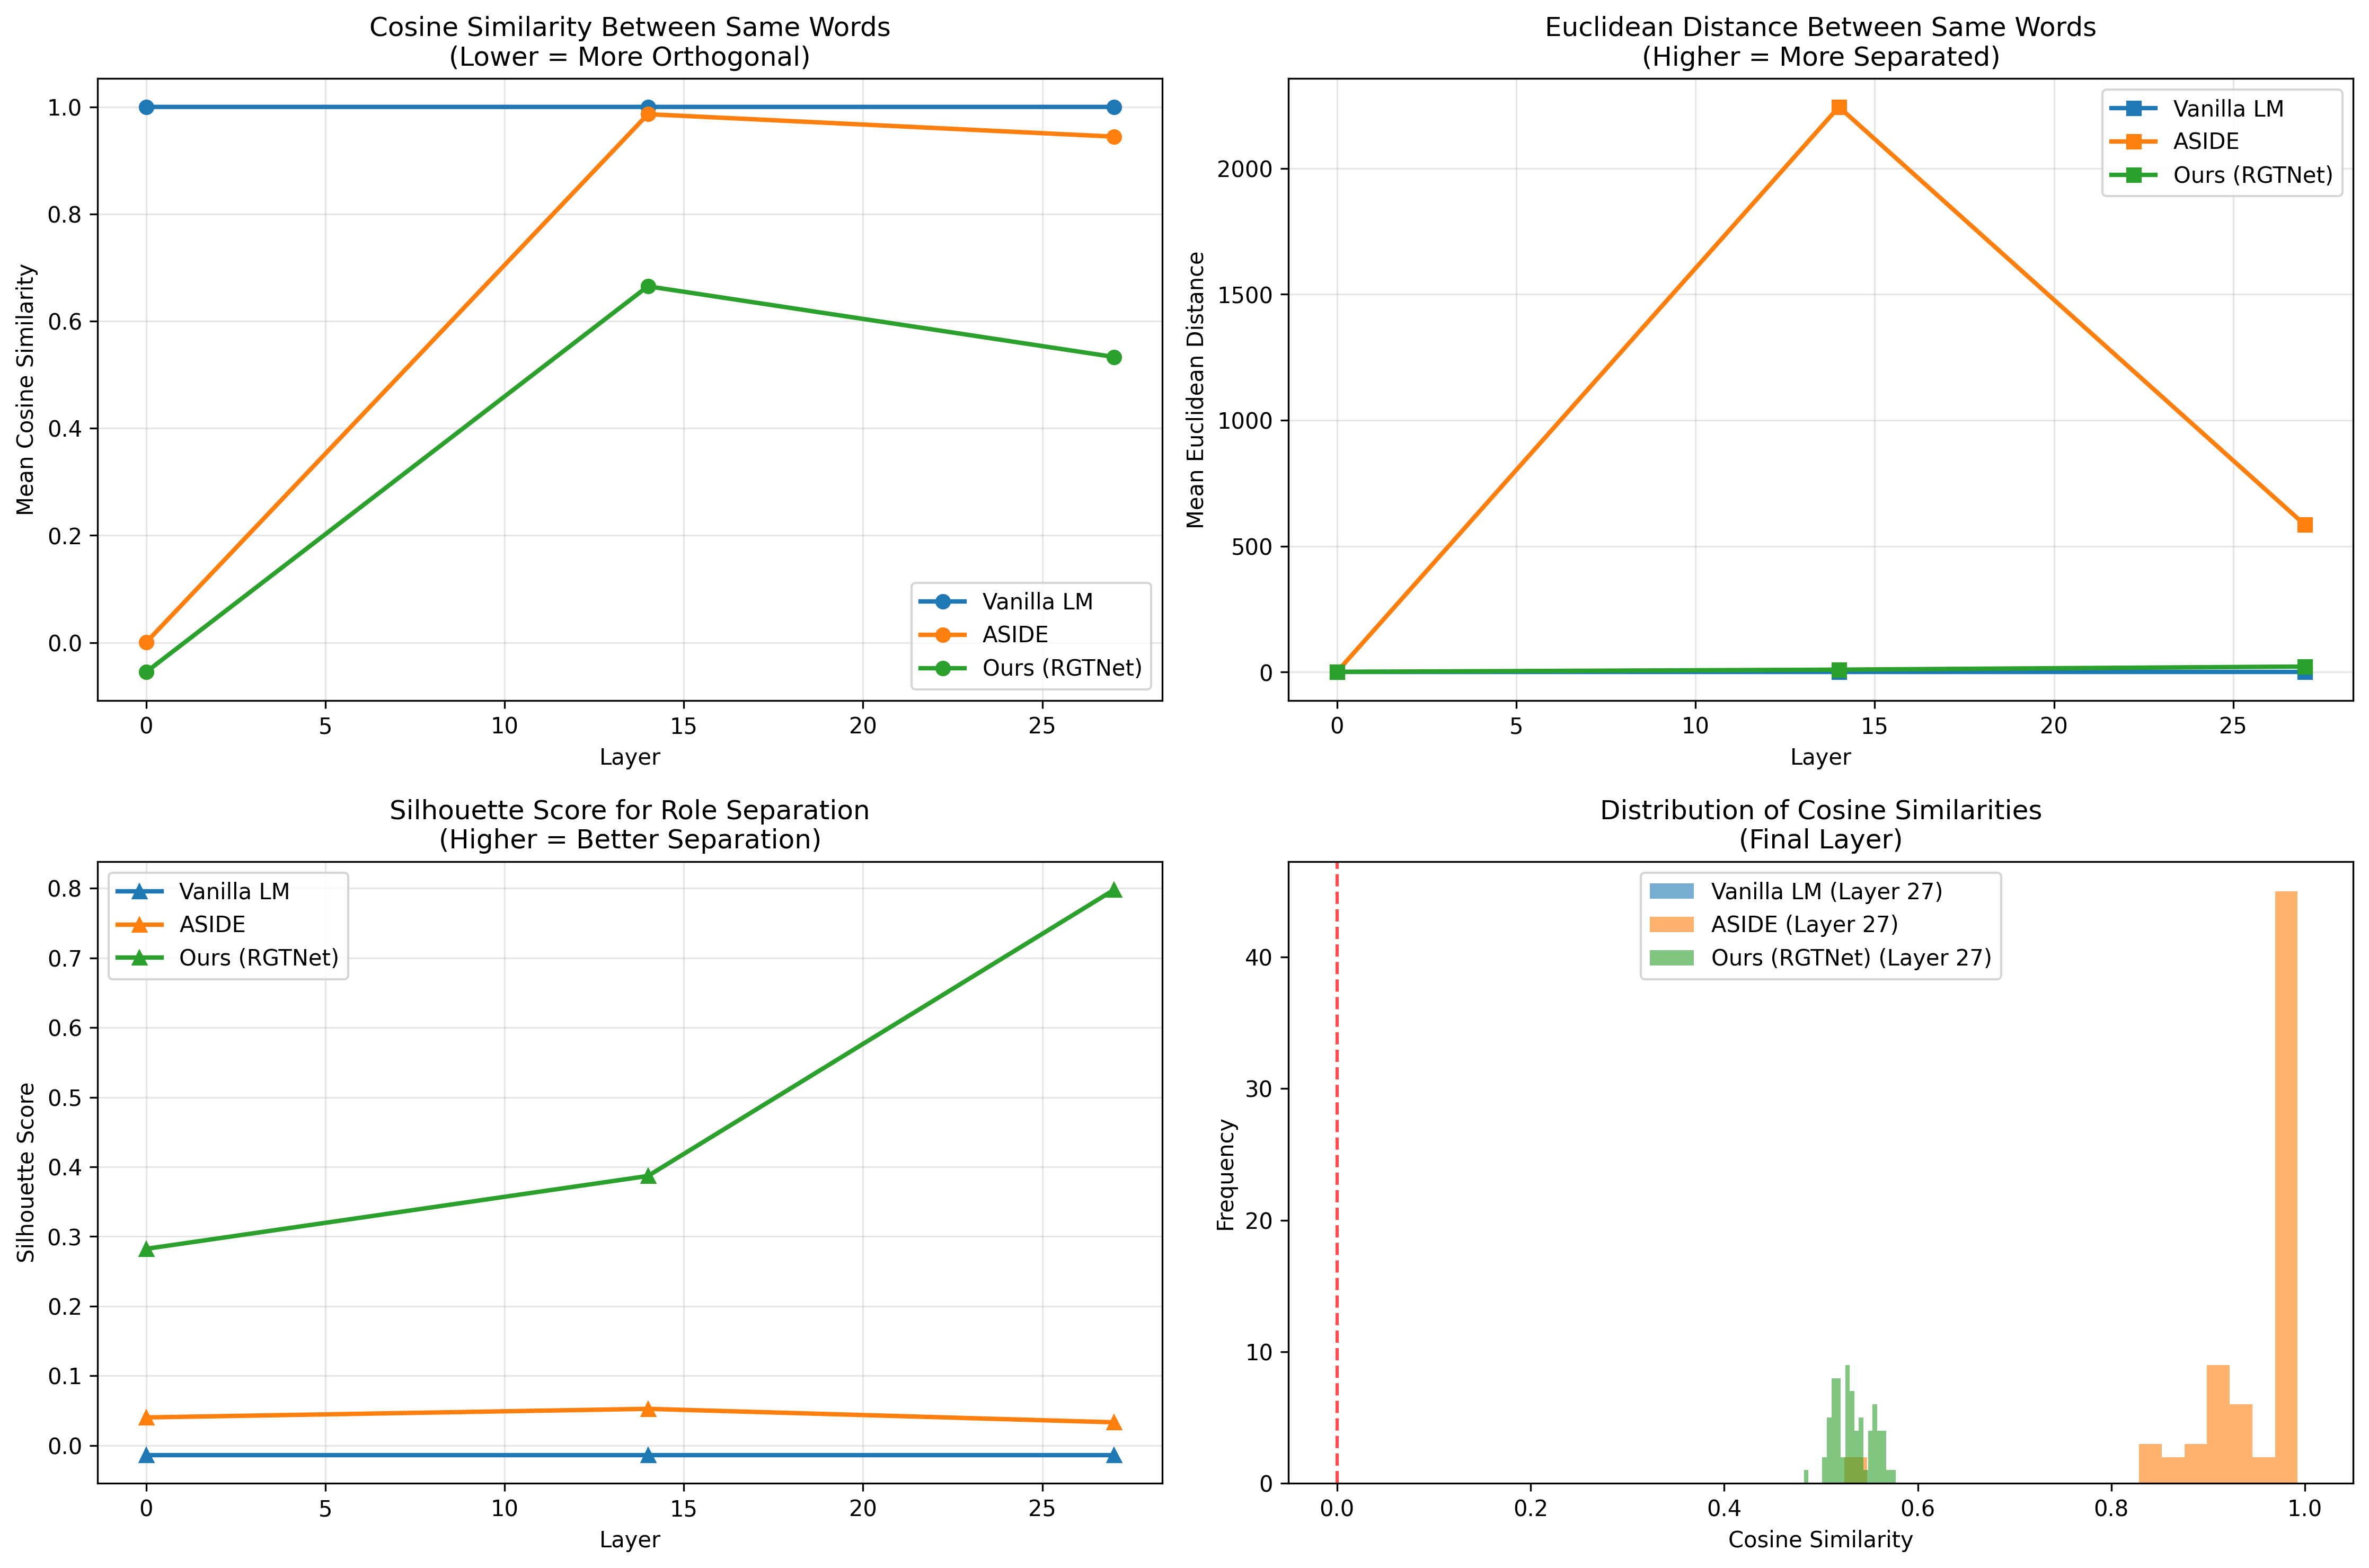 Cosine Similarity Between Same Words
(Lower = More Orthogonal)
Mean Cosine Similarity
1.0
0.8
0.6
0.4
0.2
0.0
Vanilla LM
ASIDE
Ours (RGTNet)
0 5 10 15 20 25
Layer
Euclidean Distance Between Same Words
(Higher = More Separated)
Mean Euclidean Distance
2000
1500
1000
500
0
Vanilla LM
ASIDE
Ours (RGTNet)
0 5 10 15 20 25
Layer
Silhouette Score for Role Separation
(Higher = Better Separation)
Silhouette Score
0.8
0.7
0.6
0.5
0.4
0.3
0.2
0.1
0.0
Vanilla LM
ASIDE
Ours (RGTNet)
0 5 10 15 20 25
Layer
Distribution of Cosine Similarities
(Final Layer)
Frequency
40
30
20
10
0
Vanilla LM (Layer 27)
ASIDE (Layer 27)
Ours (RGTNet) (Layer 27)
0.0 0.2 0.4 0.6 0.8 1.0
Cosine Similarity